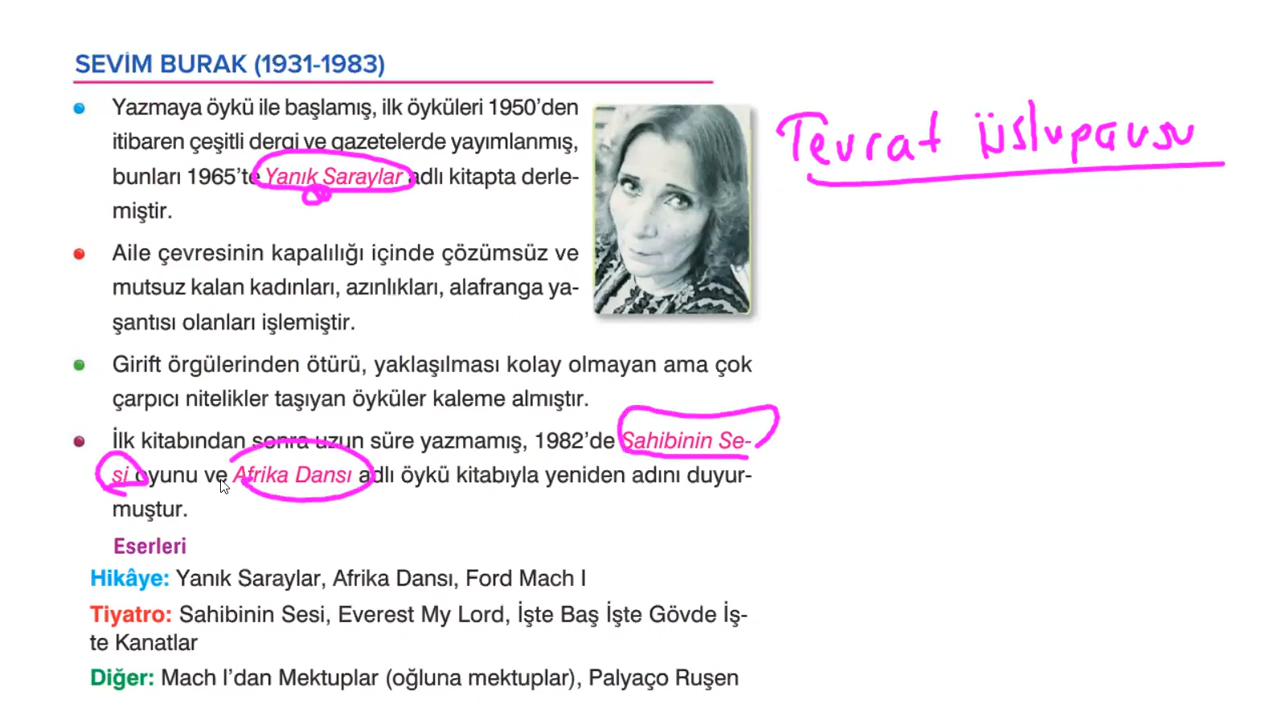 SEVİM BURAK (1931-1983)
Yazmaya öykü ile başlamış, ilk öyküleri 1950’den
itibaren çeşitli dergi ve gazetelerde yayımlanmış,
bunları 1965’te Yanık Saraylar adlı kitapta derle-
miştir.
Aile çevresinin kapalılığı içinde çözümsüz ve
mutsuz kalan kadınları, azınlıkları, alafranga ya-
şantısı olanları işlemiştir.
Girift örgülerinden ötürü, yaklaşılması kolay olmayan ama çok
çarpıcı nitelikler taşıyan öyküler kaleme almıştır.
İlk kitabından sonra uzun süre yazmamış, 1982’de Sahibinin Se-
si oyunu ve Afrika Dansı adlı öykü kitabıyla yeniden adını duyur-
muştur.
Eserleri
Hikâye: Yanık Saraylar, Afrika Dansı, Ford Mach I
Tiyatro: Sahibinin Sesi, Everest My Lord, İşte Baş İşte Gövde İş-
te Kanatlar
Diğer: Mach I’dan Mektuplar (oğluna mektuplar), Palyaço Ruşen
Tevrat